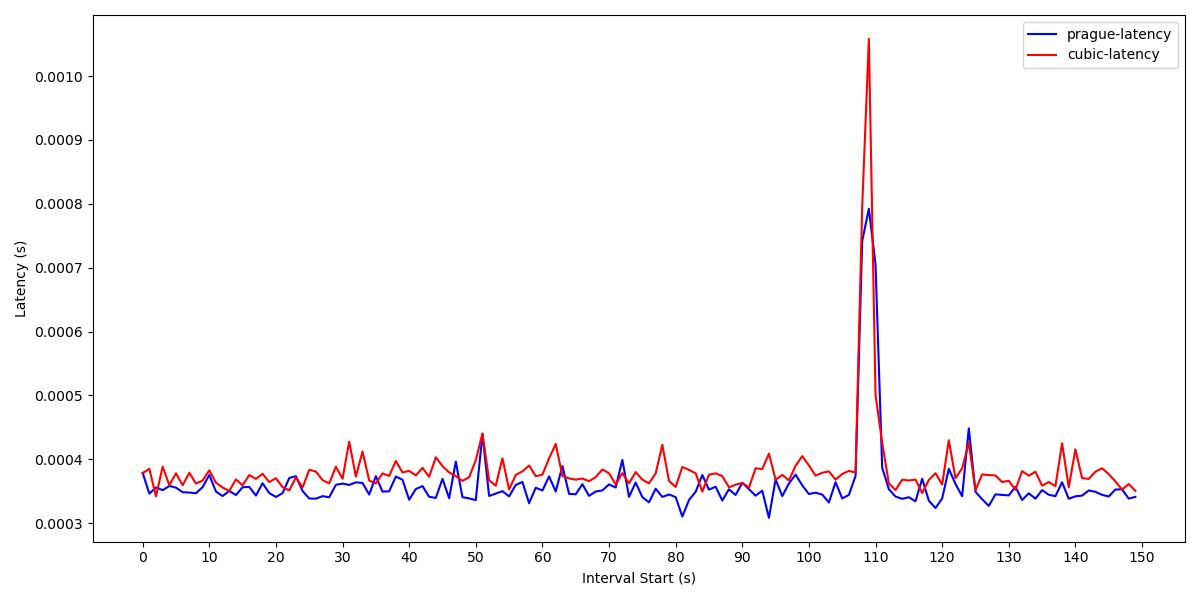 prague-latency
cubic-latency
0.0010
0.0009
0.0008
0.0007
0.0006
0.0005
0.0004
0.0003
Latency (s)
0 10 20 30 40 50 60 70 80 90 100 110 120 130 140 150
Interval Start (s)